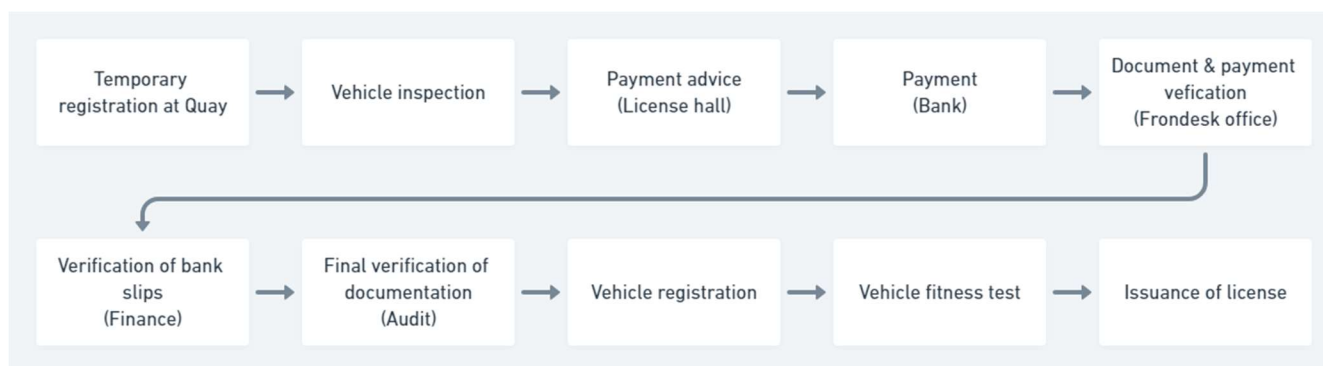 Temporary
registration at Quay
Vehicle inspection
Payment advice
(License hall)
Payment
(Bank)
Document & payment
vefication
(Frondesk office)
Verification of bank
slips
(Finance)
Final verification of
documentation
(Audit)
Vehicle registration
Vehicle fitness test
Issuance of license